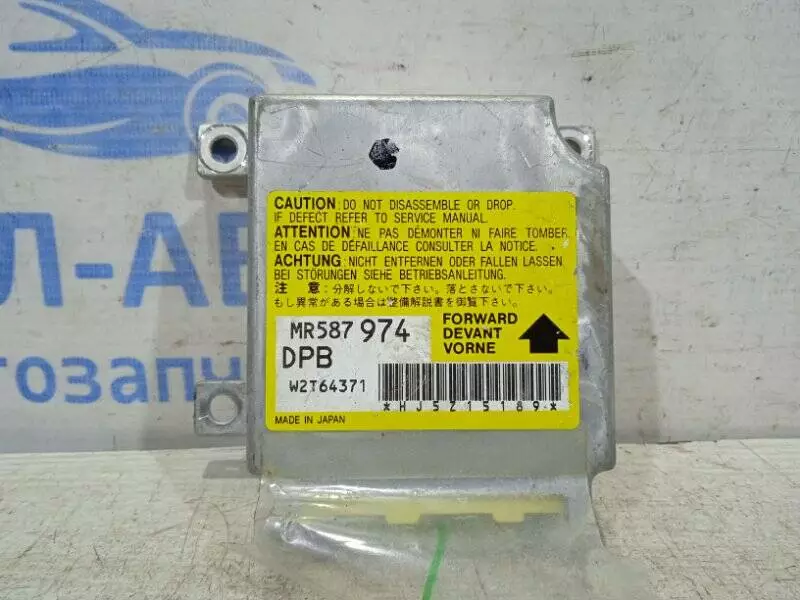 CAUTION: DO NOT DISASSEMBLE OR DROP.
IF DEFECT REFER TO SERVICE MANUAL.
ATTENTION: NE PAS DÉMONTER NI FAIRE TOMBER
EN CAS DE DÉFAILLANCE CONSULTER LA NOTICE.
ACHTUNG: NICHT ENTFERNEN ODER FALLEN LASSEN
BEI STÖRUNGEN SIEHE BETRIEBSANLEITUNG.
注 意:分解しないで下さい。落とさないで下さい。
もし異常がある場合は整備解説書を御覧下さい。
MR587 974
DPB
W2T64371
FORWARD
DEVANT
VORNE
*HJ5Z15189*
MADE IN JAPAN
Л-АВ
тозапч